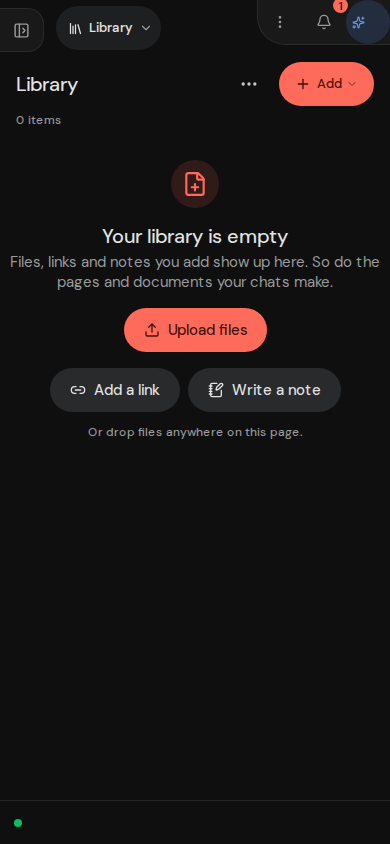 Library
1
Library
Add
0 items
Your library is empty
Files, links and notes you add show up here. So do the
pages and documents your chats make.
Upload files
Add a link
Write a note
Or drop files anywhere on this page.